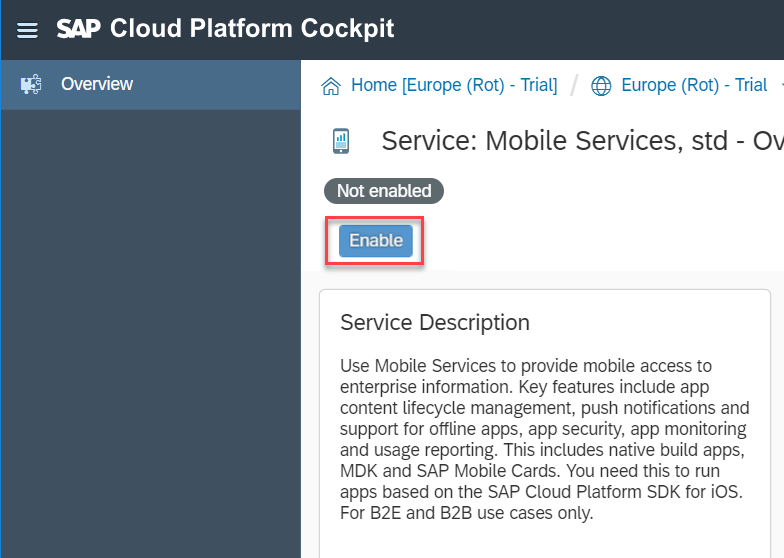 SAP Cloud Platform Cockpit
Overview
Home [Europe (Rot) - Trial] / Europe (Rot) - Trial
Service: Mobile Services, std - Ov
Not enabled
Enable
Service Description
Use Mobile Services to provide mobile access to
enterprise information. Key features include app
content lifecycle management, push notifications and
support for offline apps, app security, app monitoring
and usage reporting. This includes native build apps,
MDK and SAP Mobile Cards. You need this to run
apps based on the SAP Cloud Platform SDK for iOS.
For B2E and B2B use cases only.